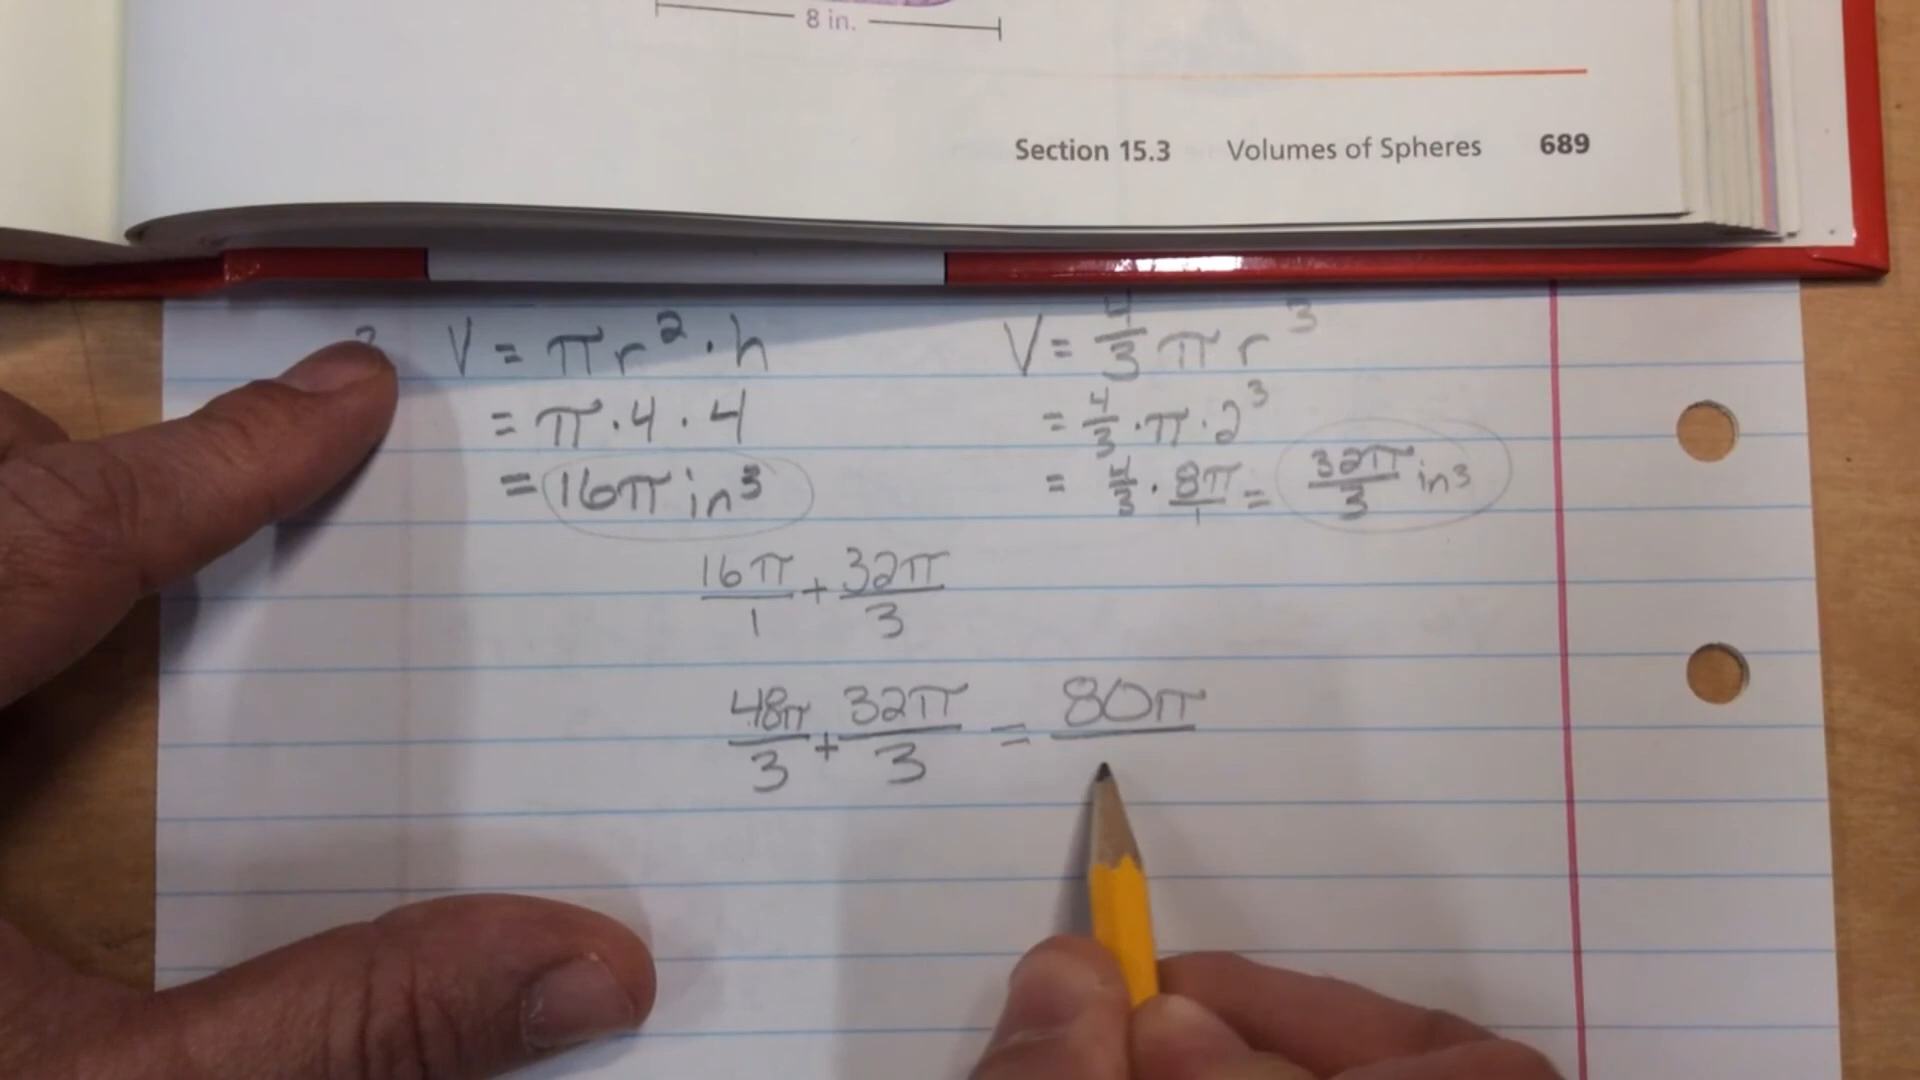 8 in.
Section 15.3 Volumes of Spheres 689
V = πr²·h
= π·4·4
= 16π in³
V = 4/3 πr³
= 4/3·π·2³
= 4/3·8π/1 = 32π/3 in³
16π/1 + 32π/3
48π/3 + 32π/3 = 80π